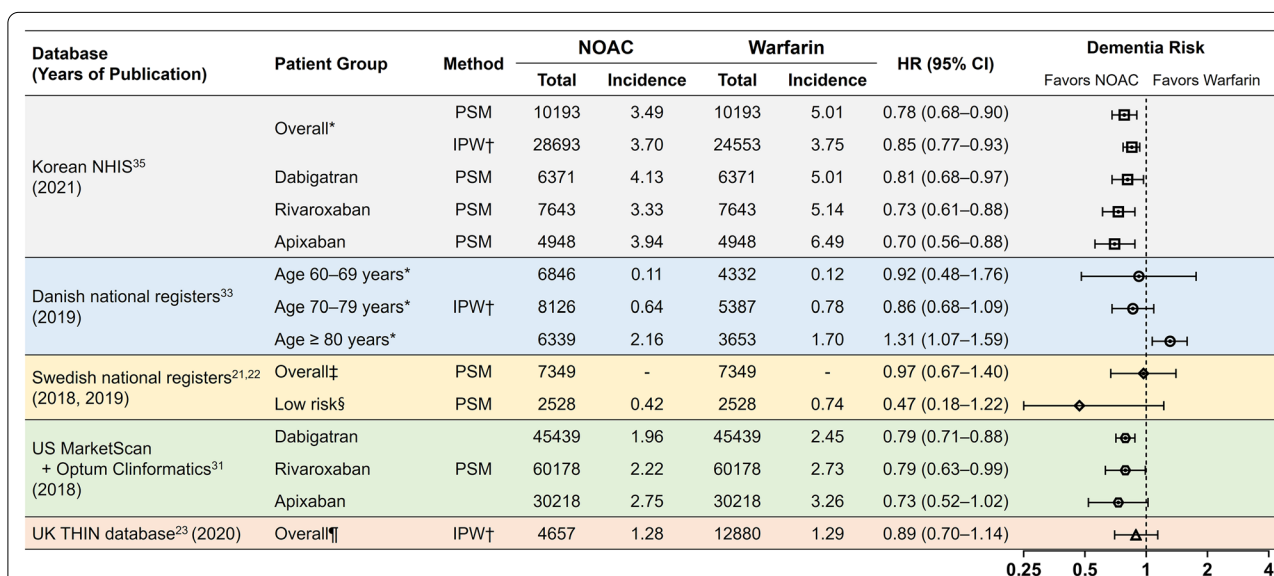 Database
(Years of Publication)
Patient Group
Method
NOAC
Warfarin
HR (95% CI)
Dementia Risk
Total
Incidence
Total
Incidence
Favors NOAC
Favors Warfarin
Korean NHIS35
(2021)
Overall*
PSM 10193 3.49 10193 5.01 0.78 (0.68–0.90)
IPW† 28693 3.70 24553 3.75 0.85 (0.77–0.93)
Dabigatran PSM 6371 4.13 6371 5.01 0.81 (0.68–0.97)
Rivaroxaban PSM 7643 3.33 7643 5.14 0.73 (0.61–0.88)
Apixaban PSM 4948 3.94 4948 6.49 0.70 (0.56–0.88)
Danish national registers33
(2019)
Age 60–69 years* 6846 0.11 4332 0.12 0.92 (0.48–1.76)
Age 70–79 years* IPW† 8126 0.64 5387 0.78 0.86 (0.68–1.09)
Age ≥ 80 years* 6339 2.16 3653 1.70 1.31 (1.07–1.59)
Swedish national registers21,22
(2018, 2019)
Overall‡ PSM 7349 - 7349 - 0.97 (0.67–1.40)
Low risk§ PSM 2528 0.42 2528 0.74 0.47 (0.18–1.22)
US MarketScan
+ Optum Clinformatics31
(2018)
Dabigatran 45439 1.96 45439 2.45 0.79 (0.71–0.88)
Rivaroxaban PSM 60178 2.22 60178 2.73 0.79 (0.63–0.99)
Apixaban 30218 2.75 30218 3.26 0.73 (0.52–1.02)
UK THIN database23 (2020) Overall¶ IPW† 4657 1.28 12880 1.29 0.89 (0.70–1.14)
0.25 0.5 1 2 4